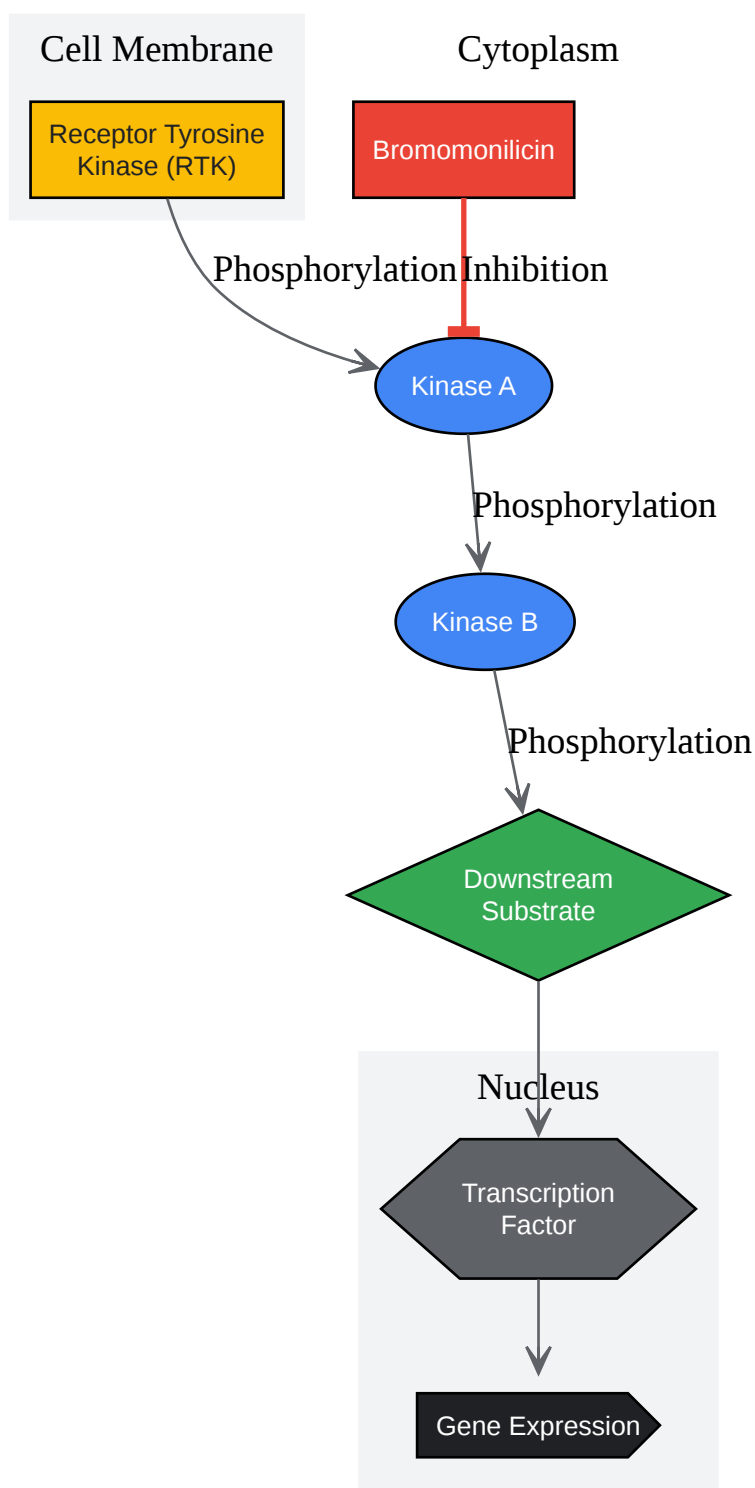 Cell Membrane
Cytoplasm
Receptor Tyrosine
Kinase (RTK)
Bromomonilicin
Phosphorylation
Inhibition
Kinase A
Phosphorylation
Kinase B
Phosphorylation
Downstream
Substrate
Nucleus
Transcription
Factor
Gene Expression